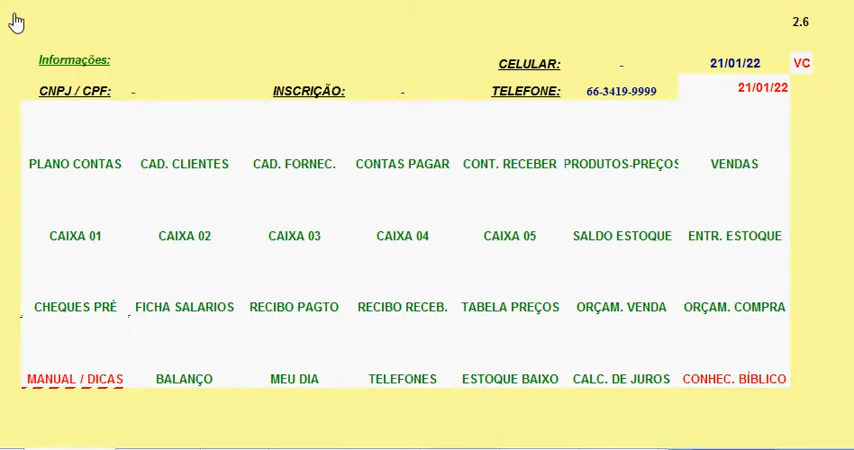 2.6
Informações:
CELULAR: - 21/01/22 VC
CNPJ / CPF: - INSCRIÇÃO: - TELEFONE: 66-3419-9999 21/01/22
PLANO CONTAS CAD. CLIENTES CAD. FORNEC. CONTAS PAGAR CONT. RECEBER PRODUTOS-PREÇOS VENDAS
CAIXA 01 CAIXA 02 CAIXA 03 CAIXA 04 CAIXA 05 SALDO ESTOQUE ENTR. ESTOQUE
CHEQUES PRÉ FICHA SALARIOS RECIBO PAGTO RECIBO RECEB. TABELA PREÇOS ORÇAM. VENDA ORÇAM. COMPRA
MANUAL / DICAS BALANÇO MEU DIA TELEFONES ESTOQUE BAIXO CALC. DE JUROS CONHEC. BÍBLICO